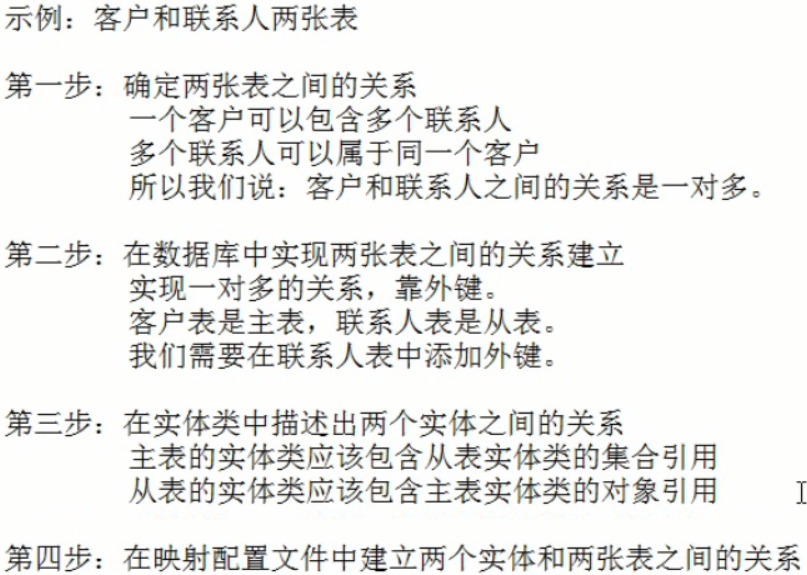 示例：客户和联系人两张表
第一步：确定两张表之间的关系
一个客户可以包含多个联系人
多个联系人可以属于同一个客户
所以我们说：客户和联系人之间的关系是一对多。
第二步：在数据库中实现两张表之间的关系建立
实现一对多的关系，靠外键。
客户表是主表，联系人表是从表。
我们需要在联系人表中添加外键。
第三步：在实体类中描述出两个实体之间的关系
主表的实体类应该包含从表实体类的集合引用
从表的实体类应该包含主表实体类的对象引用
第四步：在映射配置文件中建立两个实体和两张表之间的关系